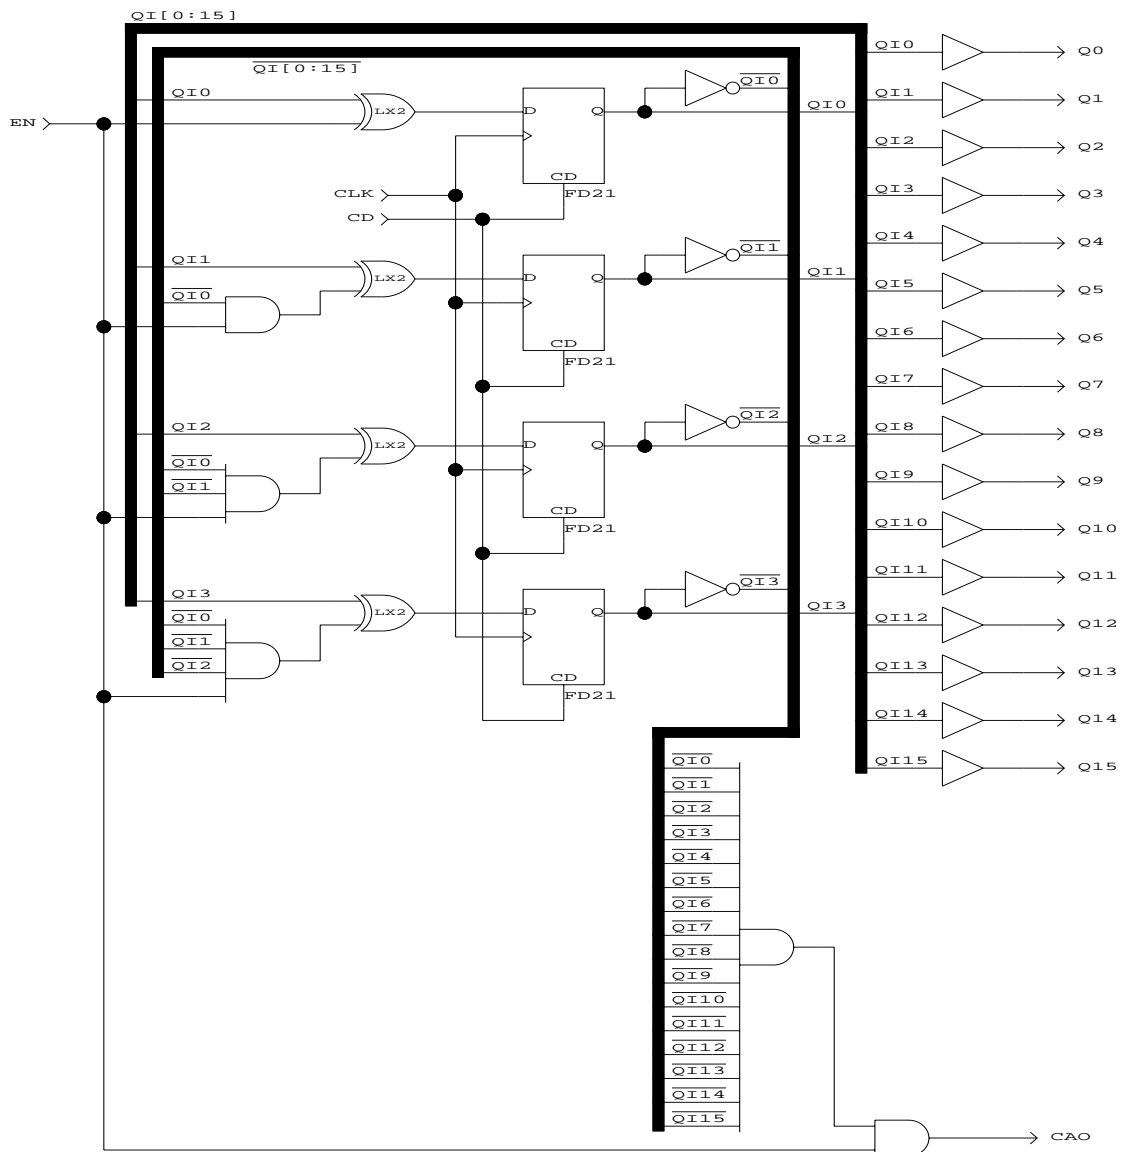 QI[0:15]
QI[0:15]
QI0
EN
LX2
D
Q
CD
FD21
QI0
QI0
CLK
CD
QI1
QI0
LX2
D
Q
CD
FD21
QI1
QI1
QI2
QI0
QI1
LX2
D
Q
CD
FD21
QI2
QI2
QI3
QI0
QI1
QI2
LX2
D
Q
CD
FD21
QI3
QI3
QI0 Q0
QI1 Q1
QI2 Q2
QI3 Q3
QI4 Q4
QI5 Q5
QI6 Q6
QI7 Q7
QI8 Q8
QI9 Q9
QI10 Q10
QI11 Q11
QI12 Q12
QI13 Q13
QI14 Q14
QI15 Q15
QI0
QI1
QI2
QI3
QI4
QI5
QI6
QI7
QI8
QI9
QI10
QI11
QI12
QI13
QI14
QI15
CAO